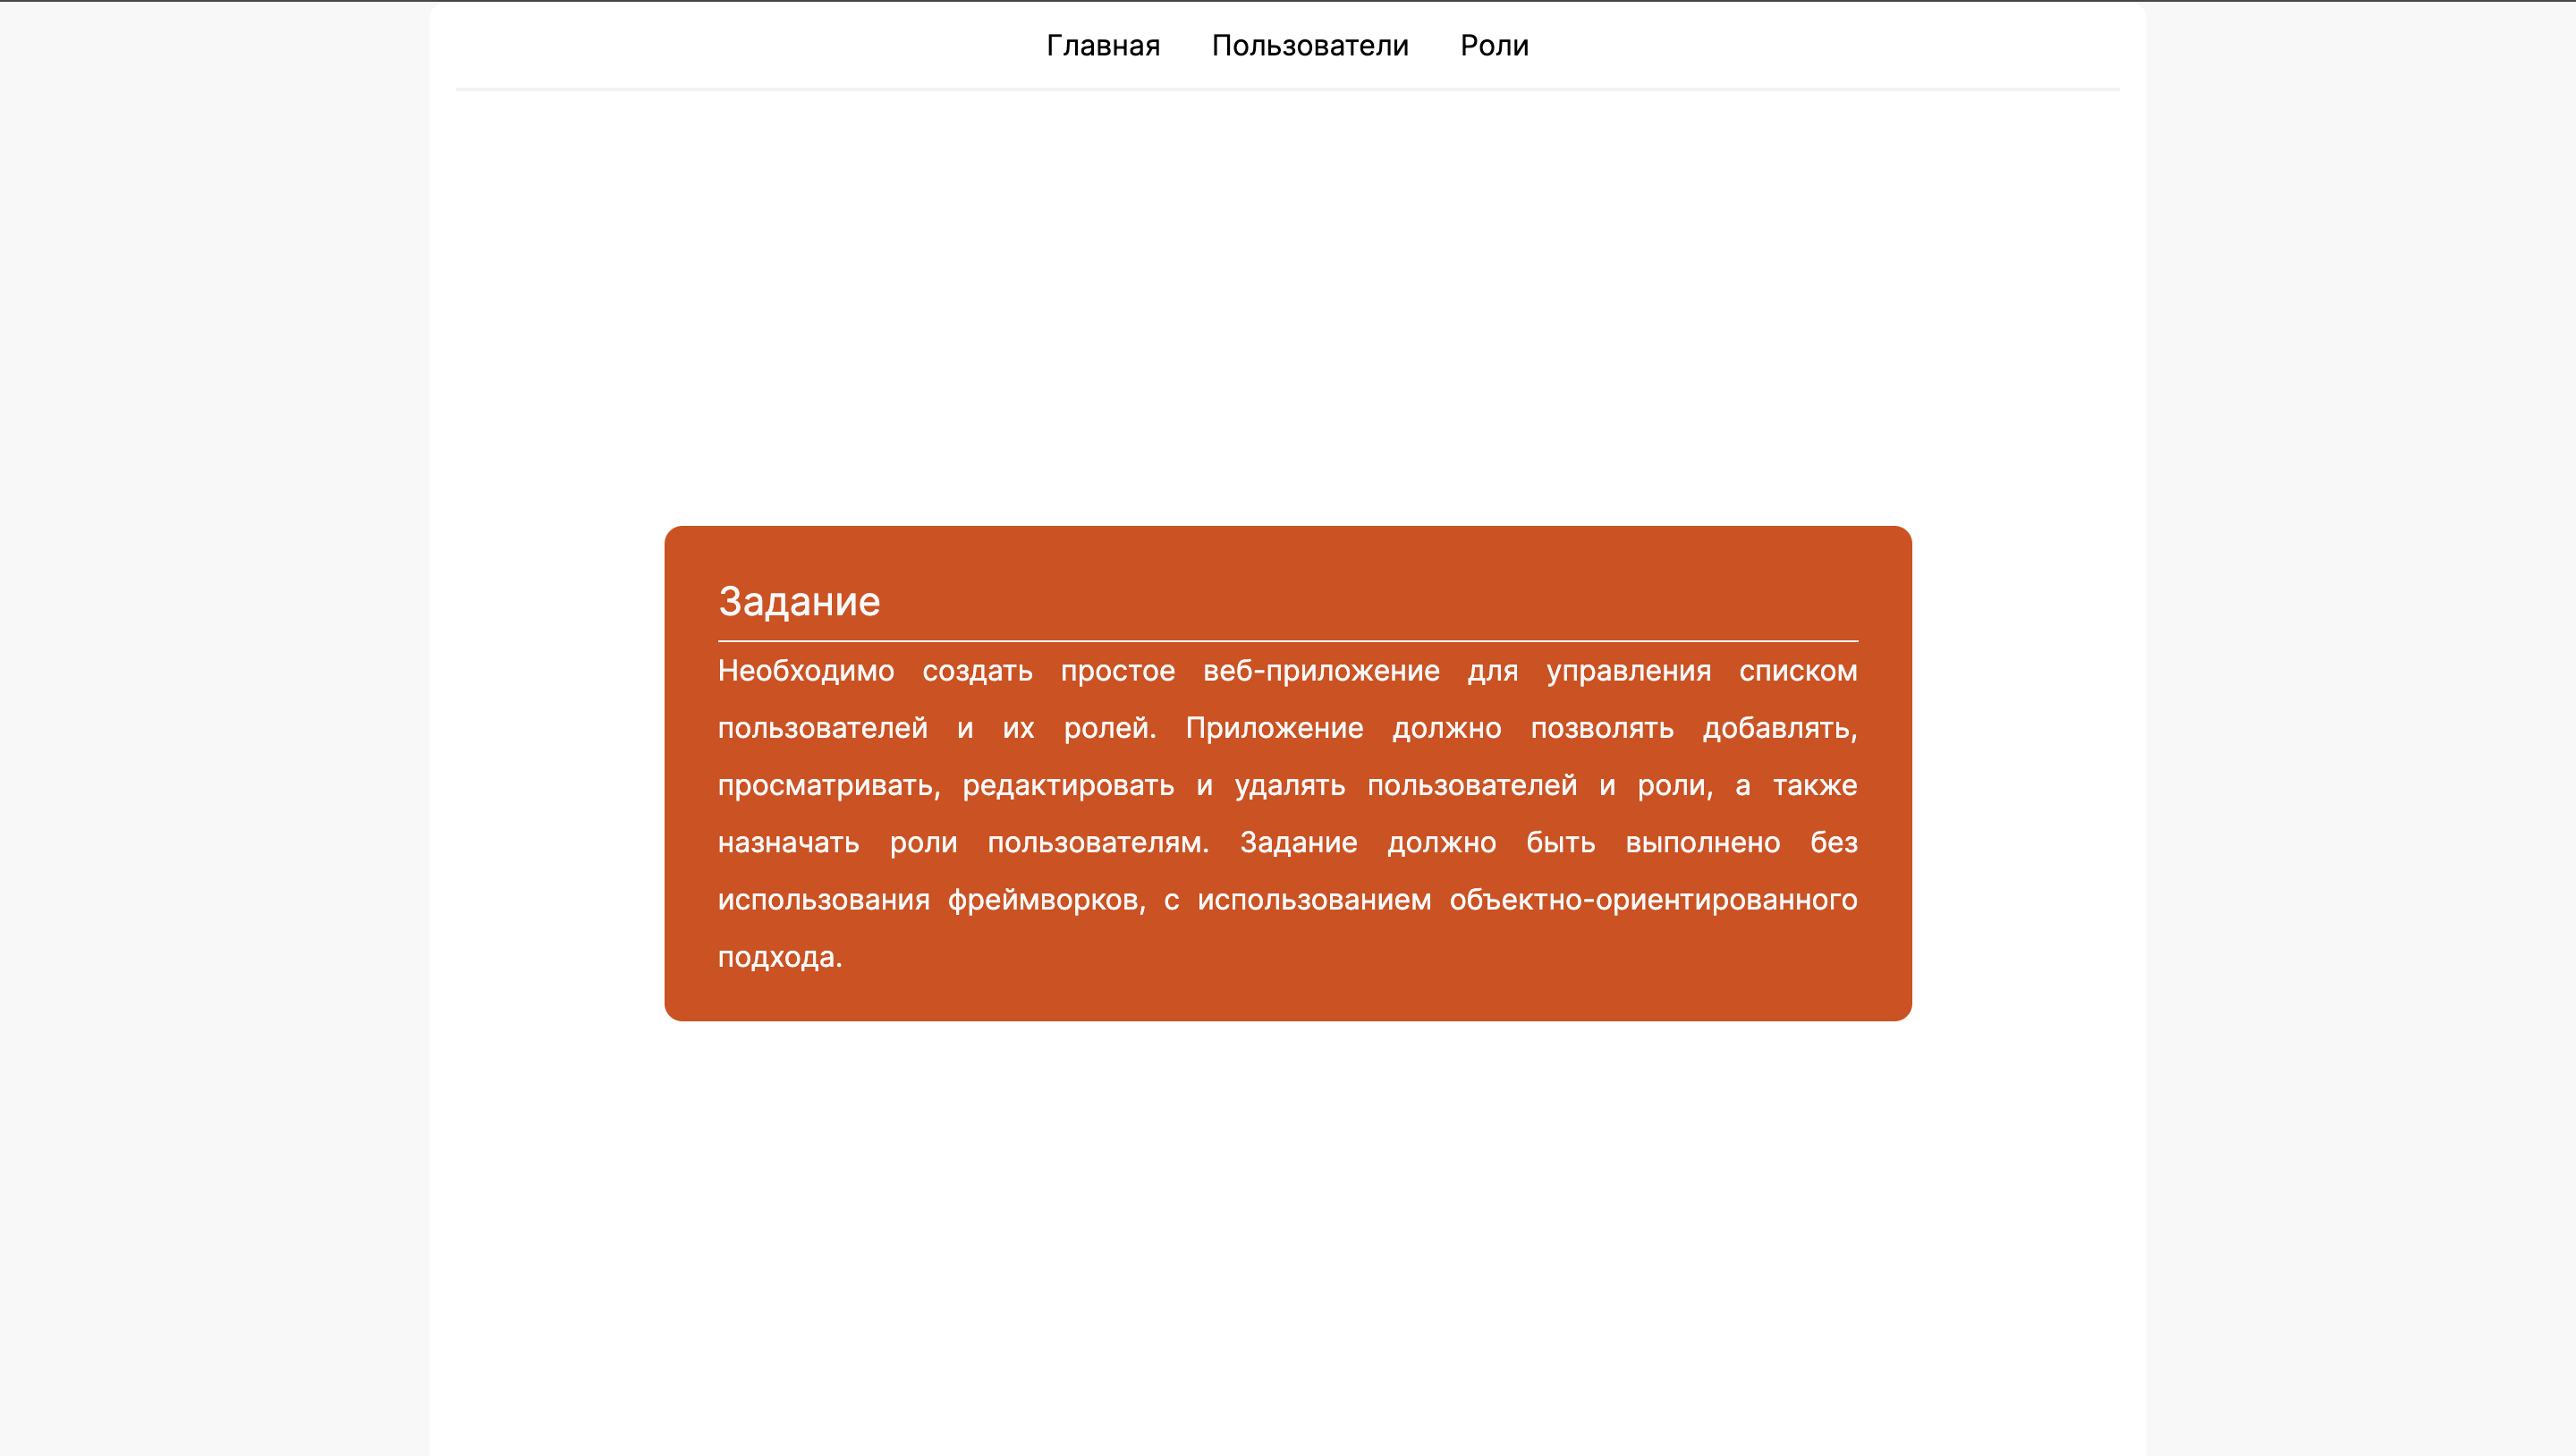 Главная Пользователи Роли
Задание
Необходимо создать простое веб-приложение для управления списком
пользователей и их ролей. Приложение должно позволять добавлять,
просматривать, редактировать и удалять пользователей и роли, а также
назначать роли пользователям. Задание должно быть выполнено без
использования фреймворков, с использованием объектно-ориентированного
подхода.